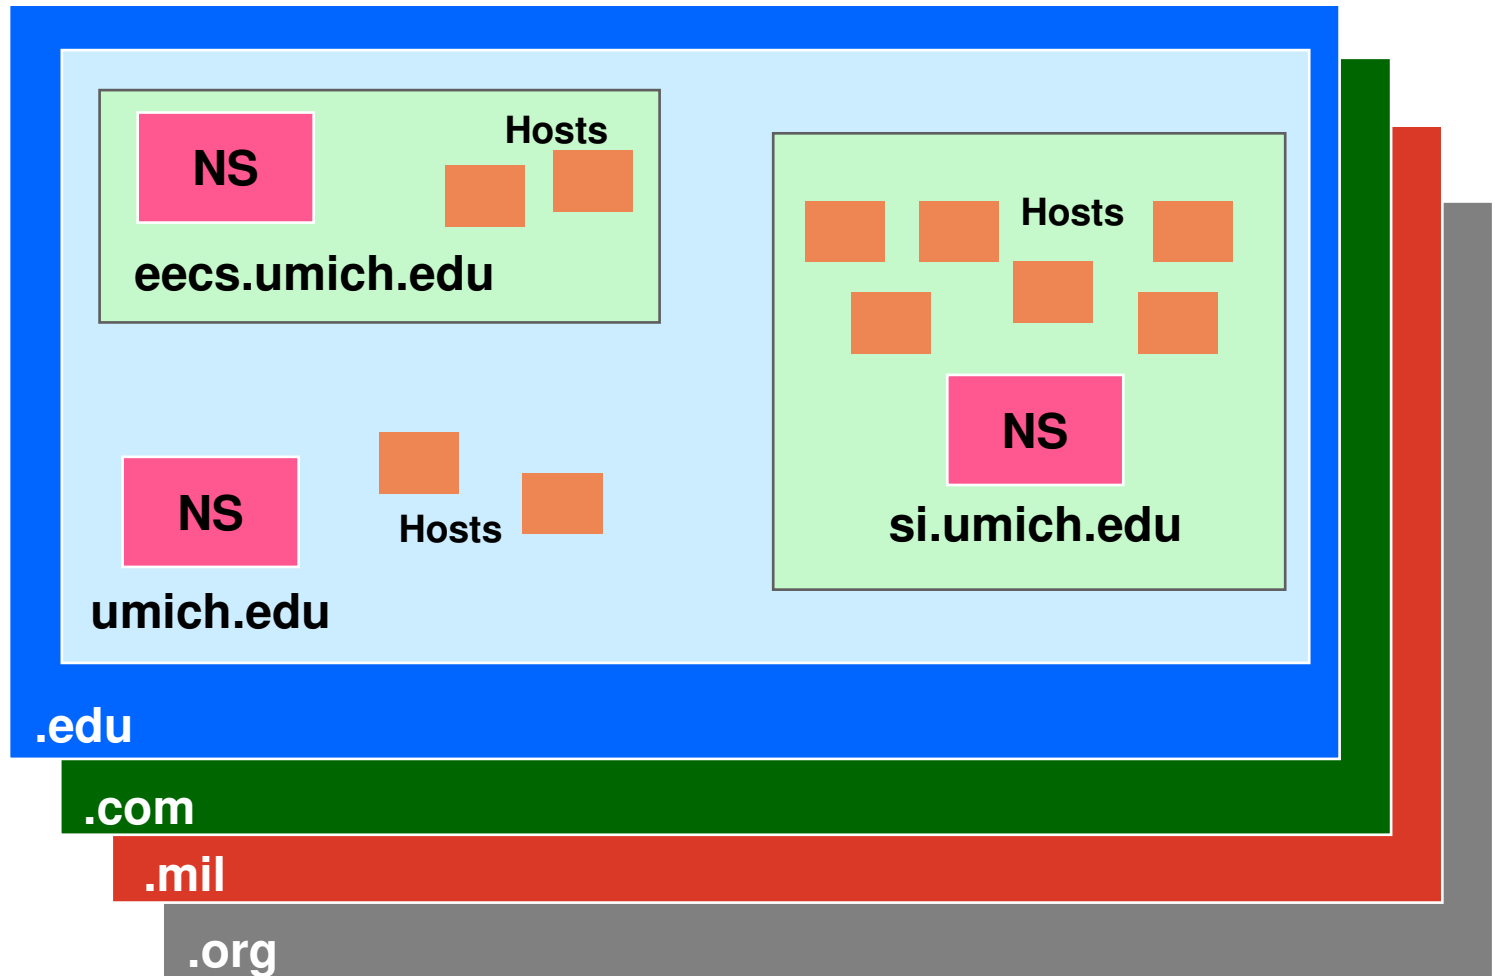 NS
Hosts
eecs.umich.edu
Hosts
NS
si.umich.edu
NS
Hosts
umich.edu
.edu
.com
.mil
.org